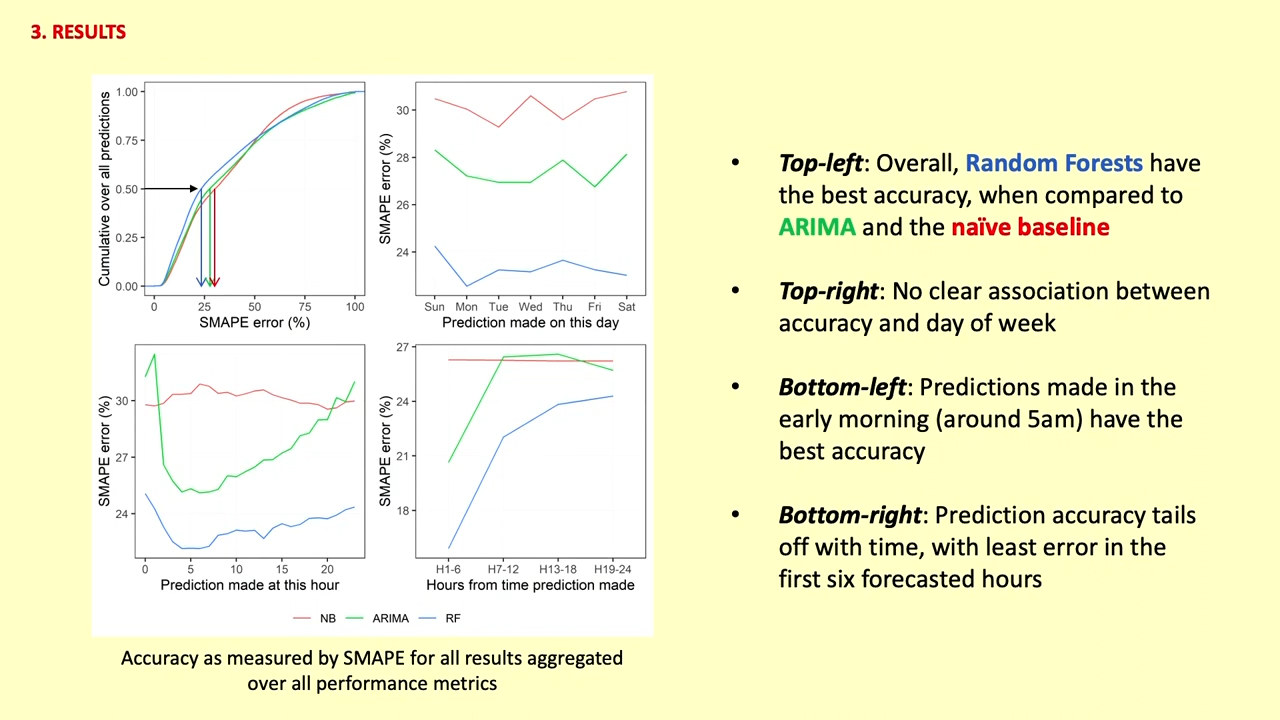 3. RESULTS
Cumulative over all predictions
1.00
0.75
0.50
0.25
0.00
0 25 50 75 100
SMAPE error (%)
SMAPE error (%)
30
28
26
24
Sun Mon Tue Wed Thu Fri Sat
Prediction made on this day
SMAPE error (%)
30
27
24
0 5 10 15 20
Prediction made at this hour
SMAPE error (%)
27
24
21
18
H1-6 H7-12 H13-18 H19-24
Hours from time prediction made
NB ARIMA RF
Accuracy as measured by SMAPE for all results aggregated
over all performance metrics
• Top-left: Overall, Random Forests have
the best accuracy, when compared to
ARIMA and the naïve baseline
• Top-right: No clear association between
accuracy and day of week
• Bottom-left: Predictions made in the
early morning (around 5am) have the
best accuracy
• Bottom-right: Prediction accuracy tails
off with time, with least error in the
first six forecasted hours